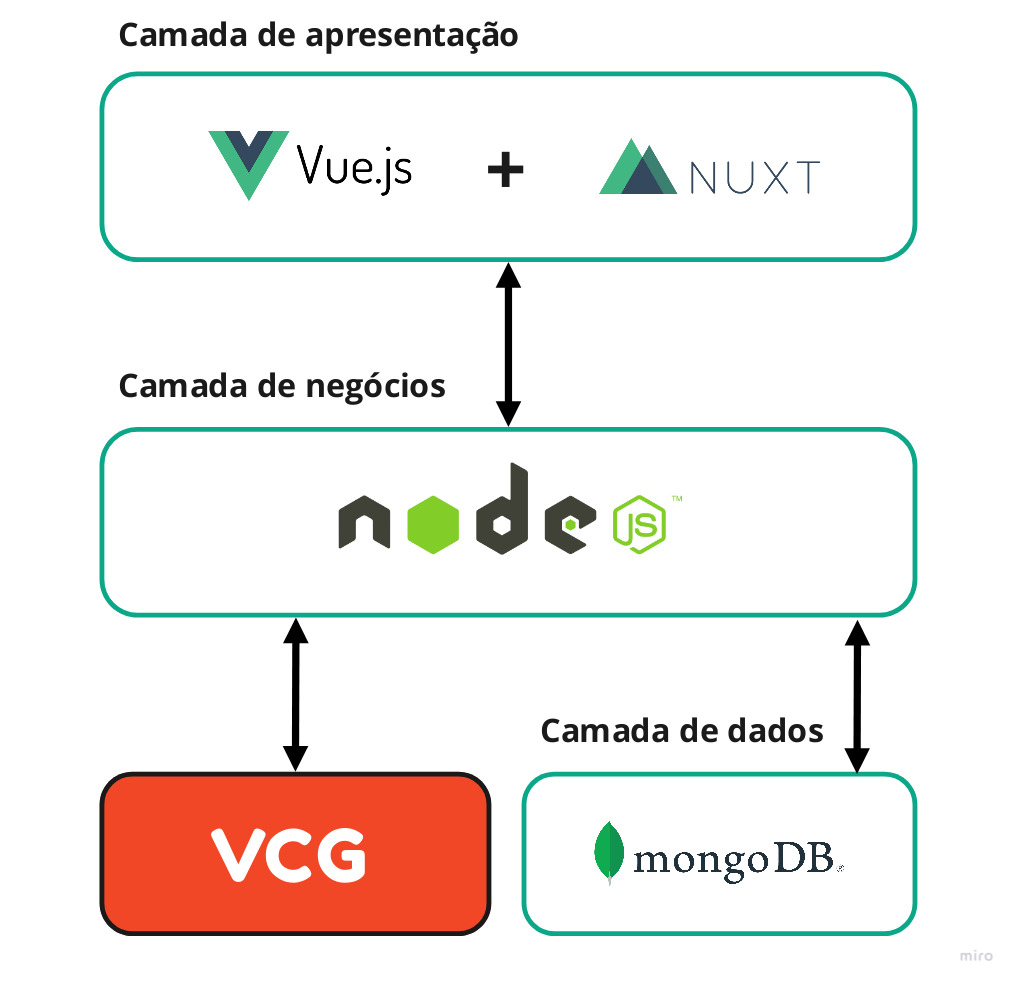 Camada de apresentação
Vue.js + NUXT
Camada de negócios
node JS ™
Camada de dados
VCG
mongoDB
miro